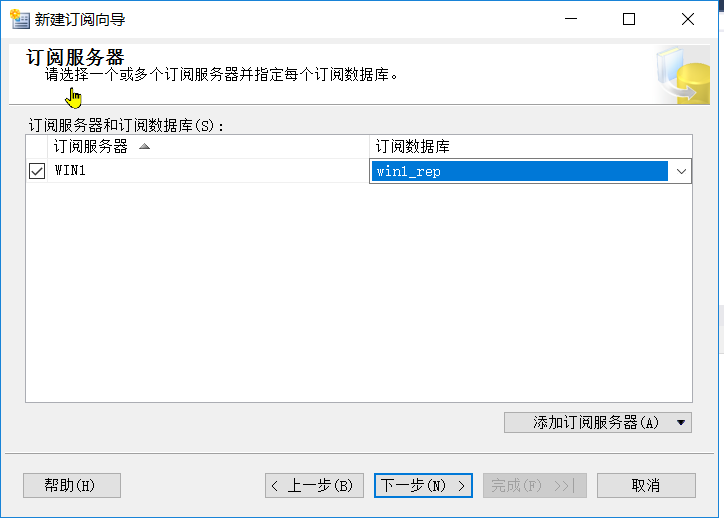 新建订阅向导
订阅服务器
请选择一个或多个订阅服务器并指定每个订阅数据库。
订阅服务器和订阅数据库(S):
订阅服务器 订阅数据库
WIN1 win1_rep
添加订阅服务器(A)
帮助(H) < 上一步(B) 下一步(N) > 完成(F) >>| 取消